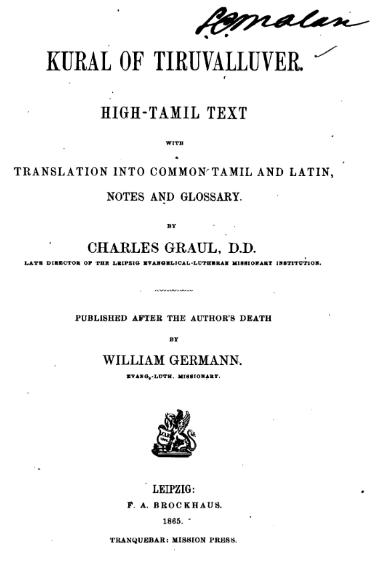 KURAL OF TIRUVALLUVER.
HIGH-TAMIL TEXT
WITH
A
TRANSLATION INTO COMMON TAMIL AND LATIN,
NOTES AND GLOSSARY.
BY
CHARLES GRAUL, D.D.
LATE DIRECTOR OF THE LEIPZIG EVANGELICAL-LUTHERAN MISSIONARY INSTITUTION.
PUBLISHED AFTER THE AUTHOR'S DEATH
BY
WILLIAM GERMANN.
EVANG.-LUTH. MISSIONARY.
LEIPZIG:
F. A. BROCKHAUS.
1865.
TRANQUEBAR: MISSION PRESS.